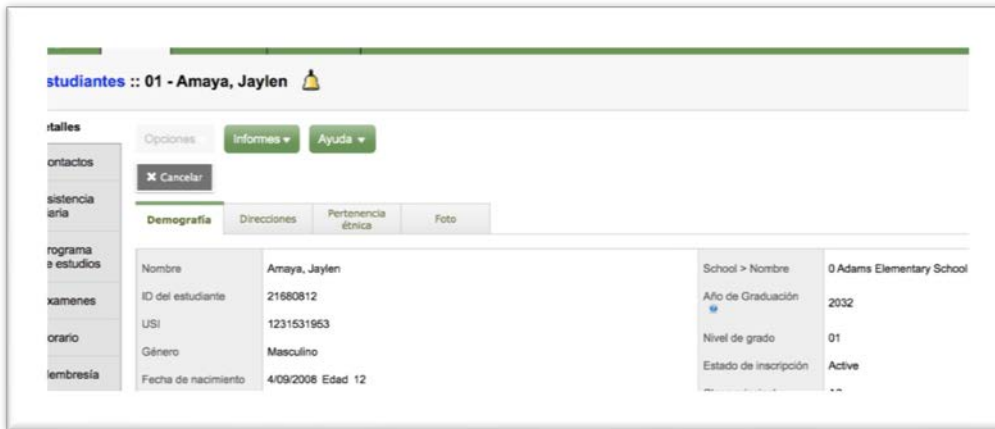 studiantes :: 01 - Amaya, Jaylen
etalles
Opciones
Informes
Ayuda
ontactos
Cancelar
sistencia
iaria
Demografía
Direcciones
Pertenencia
étnica
Foto
rograma
e estudios
xamenes
orario
lembresía
Nombre Amaya, Jaylen
ID del estudiante 21680812
USI 1231531953
Género Masculino
Fecha de nacimiento 4/09/2008 Edad 12
School > Nombre 0 Adams Elementary School
Año de Graduación 2032
Nivel de grado 01
Estado de inscripción Active